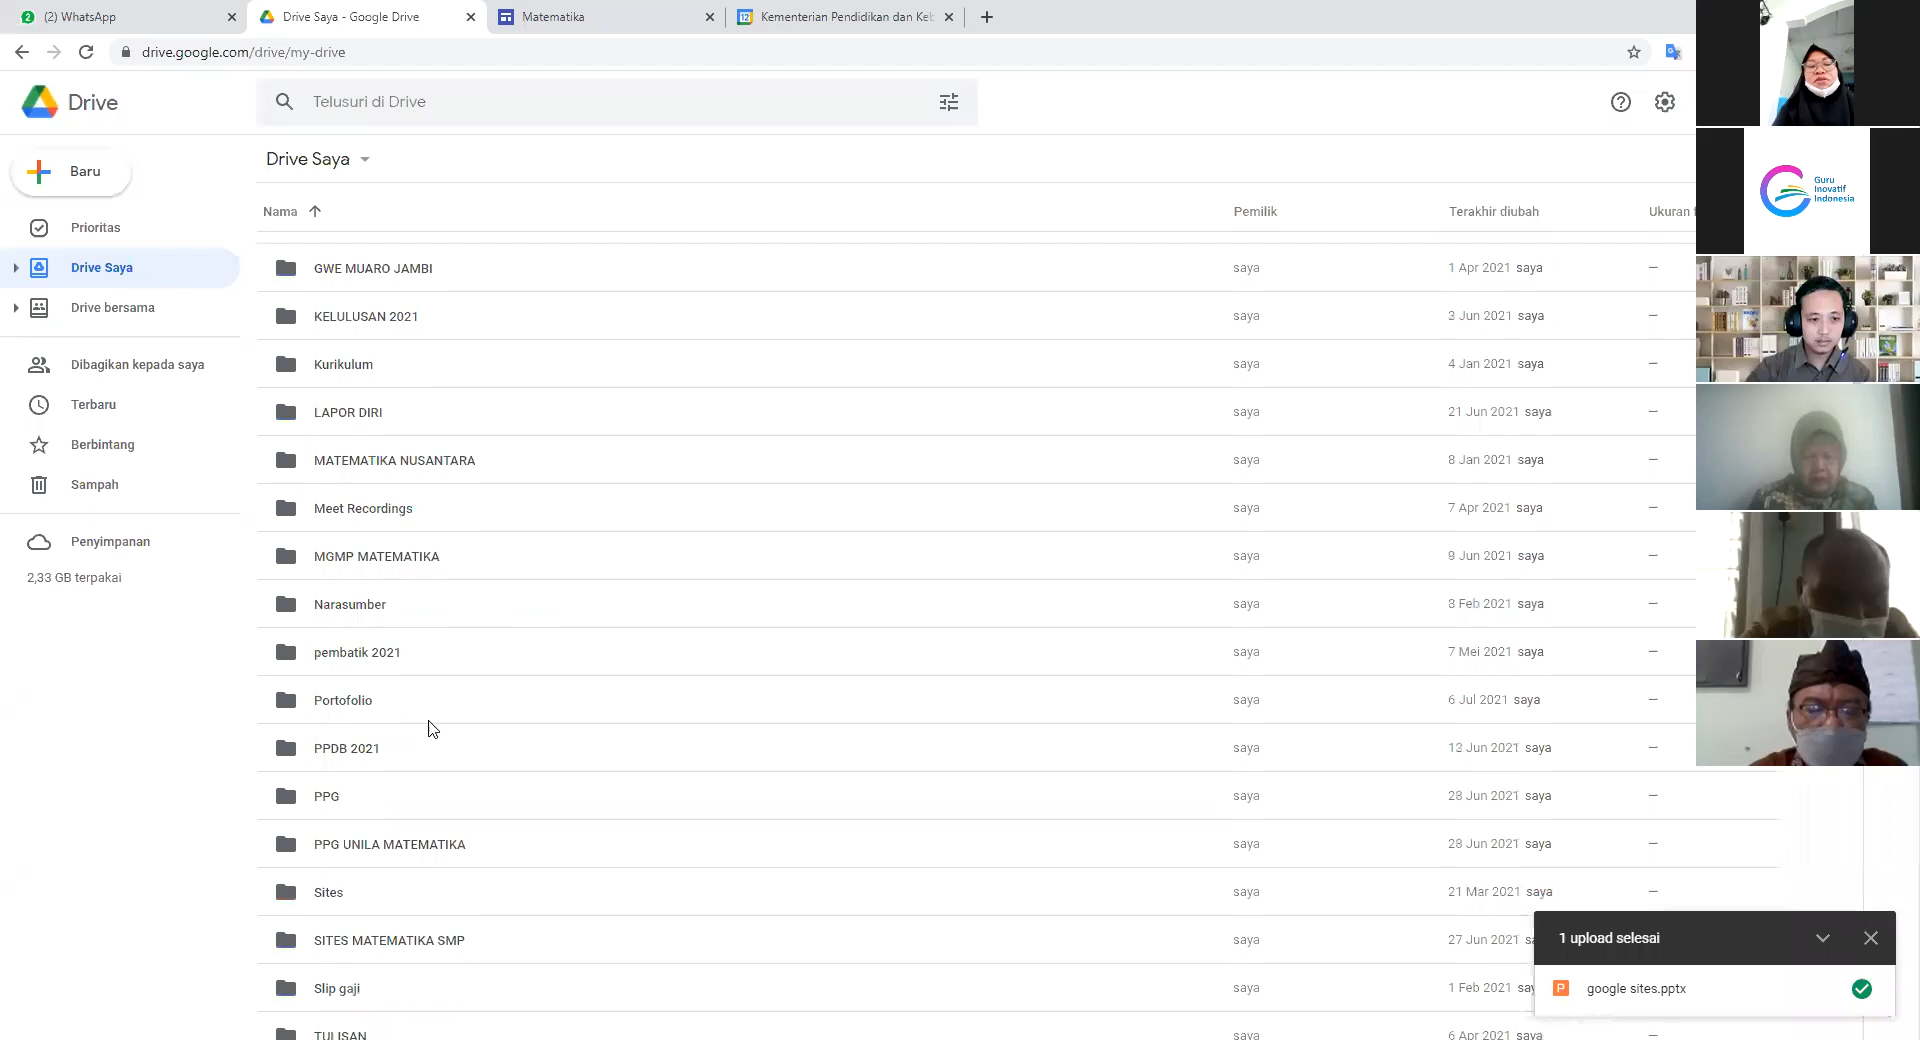 (2) WhatsApp
Drive Saya - Google Drive
Matematika
Kementerian Pendidikan dan Keb
drive.google.com/drive/my-drive
Drive
Telusuri di Drive
Baru
Prioritas
Drive Saya
Drive bersama
Dibagikan kepada saya
Terbaru
Berbintang
Sampah
Penyimpanan
2,33 GB terpakai
Drive Saya
Nama Pemilik Terakhir diubah Ukuran
GWE MUARO JAMBI saya 1 Apr 2021 saya —
KELULUSAN 2021 saya 3 Jun 2021 saya —
Kurikulum saya 4 Jan 2021 saya —
LAPOR DIRI saya 21 Jun 2021 saya —
MATEMATIKA NUSANTARA saya 8 Jan 2021 saya —
Meet Recordings saya 7 Apr 2021 saya —
MGMP MATEMATIKA saya 9 Jun 2021 saya —
Narasumber saya 3 Feb 2021 saya —
pembatik 2021 saya 7 Mei 2021 saya —
Portofolio saya 6 Jul 2021 saya —
PPDB 2021 saya 12 Jun 2021 saya —
PPG saya 28 Jun 2021 saya —
PPG UNILA MATEMATIKA saya 28 Jun 2021 saya —
Sites saya 21 Mar 2021 saya —
SITES MATEMATIKA SMP saya 27 Jun 2021
Slip gaji saya 1 Feb 2021
TULISAN saya 6 Apr 2021 saya —
Guru
Inovatif
Indonesia
1 upload selesai
google sites.pptx